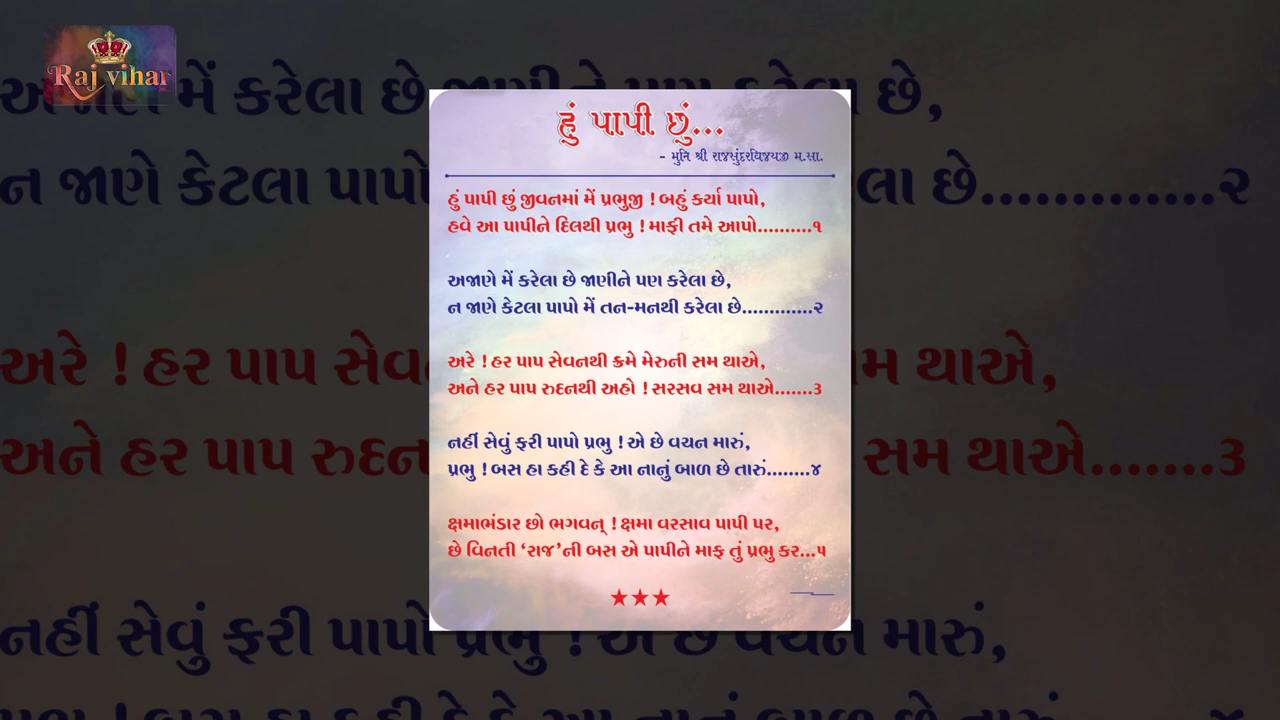 Raj vihar
હું પાપી છું...
- મુનિ શ્રી રાજસુંદરવિજયજી મ.સા.
હું પાપી છું જીવનમાં મેં પ્રભુજી ! બહું કર્યા પાપો,
હવે આ પાપીને દિલથી પ્રભુ ! માફી તમે આપો..........૧
અજાણે મેં કરેલા છે જાણીને પણ કરેલા છે,
ન જાણે કેટલા પાપો મેં તન-મનથી કરેલા છે.............૨
અરે ! હર પાપ સેવનથી ક્રમે મેરુની સમ થાએ,
અને હર પાપ રુદનથી અહો ! સરસવ સમ થાએ.......૩
નહીં સેવું ફરી પાપો પ્રભુ ! એ છે વચન મારું,
પ્રભુ ! બસ હા કહી દે કે આ નાનું બાળ છે તારું........૪
ક્ષમાભંડાર છો ભગવન્ ! ક્ષમા વરસાવ પાપી પર,
છે વિનતી ‘રાજ’ની બસ એ પાપીને માફ તું પ્રભુ કર...૫